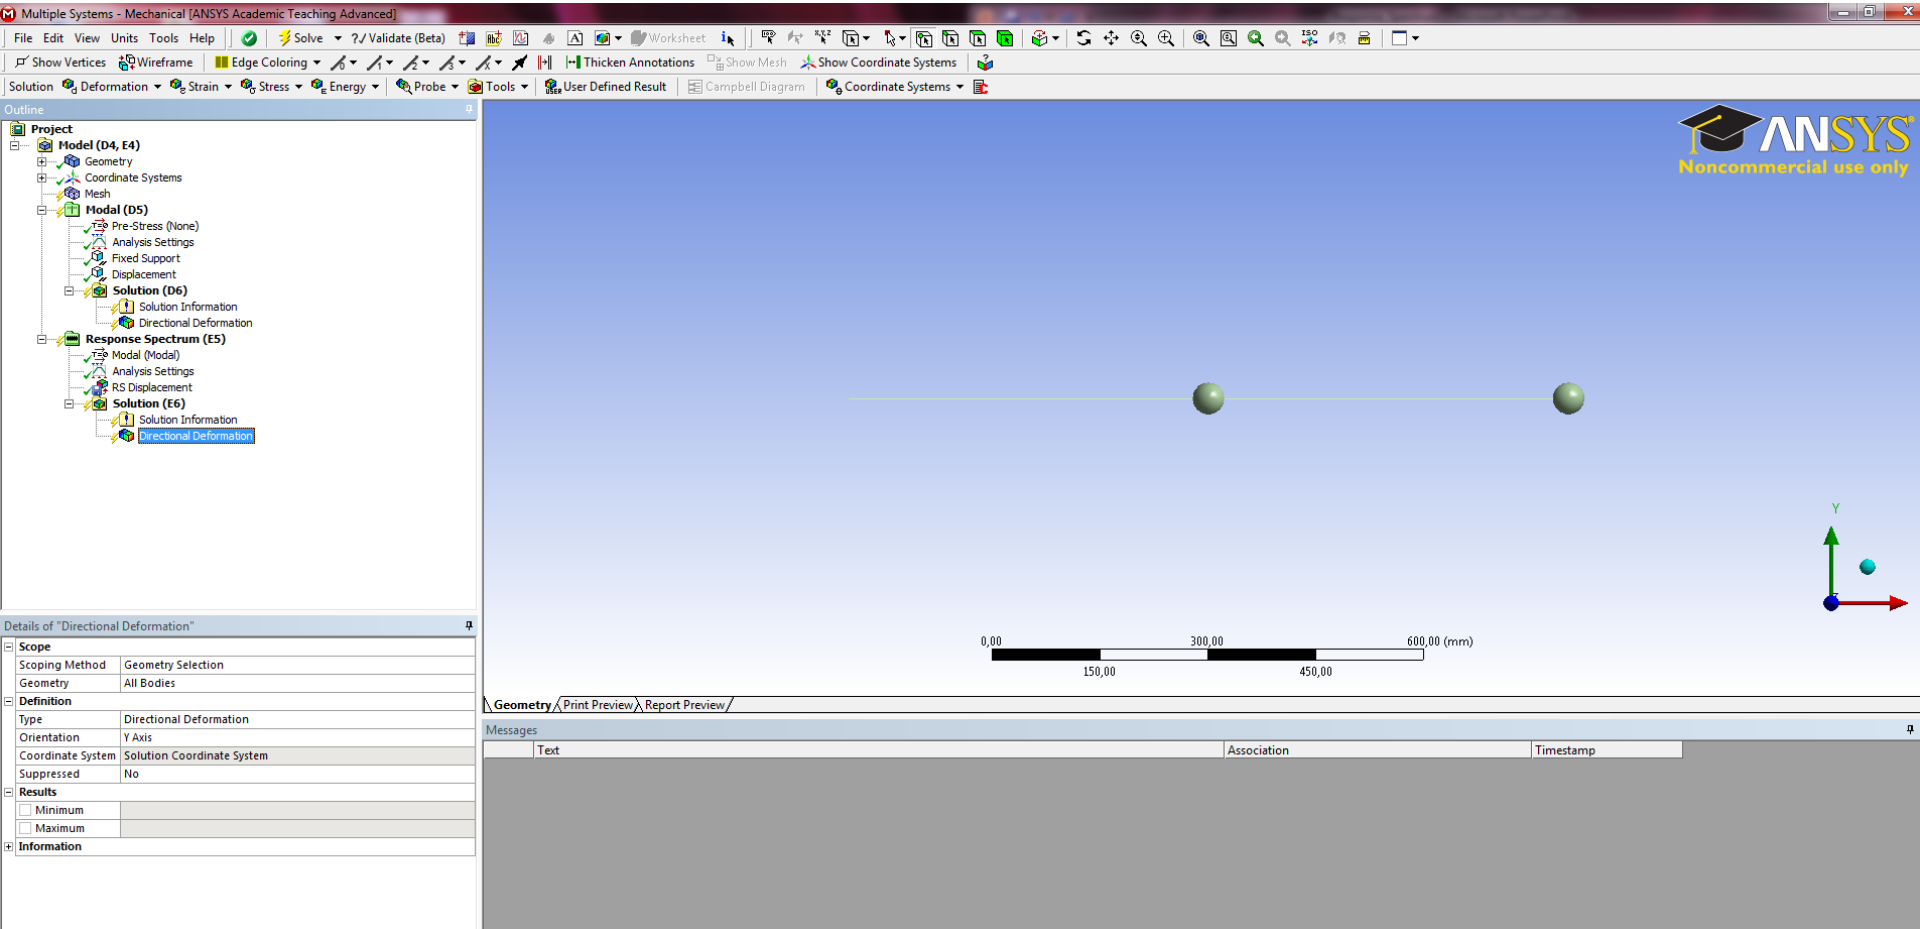 Multiple Systems - Mechanical [ANSYS Academic Teaching Advanced]
File Edit View Units Tools Help Solve ?/ Validate (Beta) Worksheet
Show Vertices Wireframe Edge Coloring Thicken Annotations Show Mesh Show Coordinate Systems
Solution Deformation Strain Stress Energy Probe Tools User Defined Result Campbell Diagram Coordinate Systems
Outline
Project
Model (D4, E4)
Geometry
Coordinate Systems
Mesh
Modal (D5)
Pre-Stress (None)
Analysis Settings
Fixed Support
Displacement
Solution (D6)
Solution Information
Directional Deformation
Response Spectrum (E5)
Modal (Modal)
Analysis Settings
RS Displacement
Solution (E6)
Solution Information
Directional Deformation
ANSYS
Noncommercial use only
Y
0,00 300,00 600,00 (mm)
150,00 450,00
Geometry Print Preview Report Preview
Details of "Directional Deformation"
Scope
Scoping Method Geometry Selection
Geometry All Bodies
Definition
Type Directional Deformation
Orientation Y Axis
Coordinate System Solution Coordinate System
Suppressed No
Results
Minimum
Maximum
Information
Messages
Text Association Timestamp